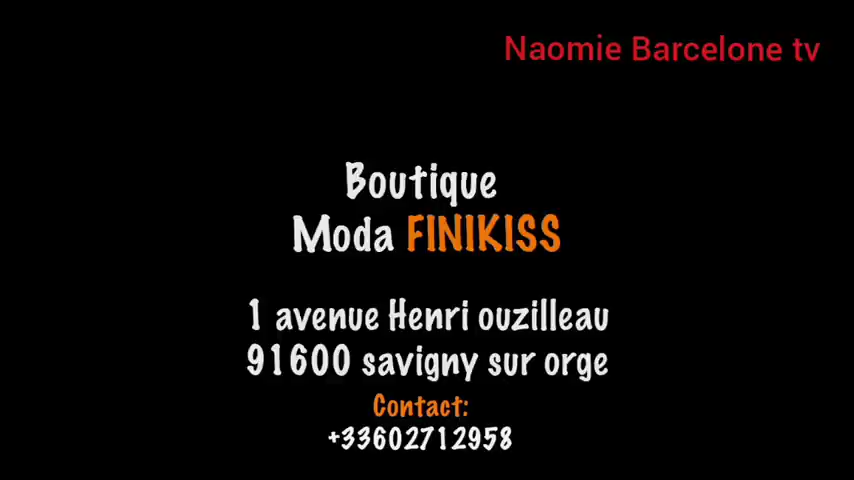 Naomie Barcelone tv
Boutique
Moda FINIKISS
1 avenue Henri ouzilleau
91600 savigny sur orge
Contact:
+33602712958